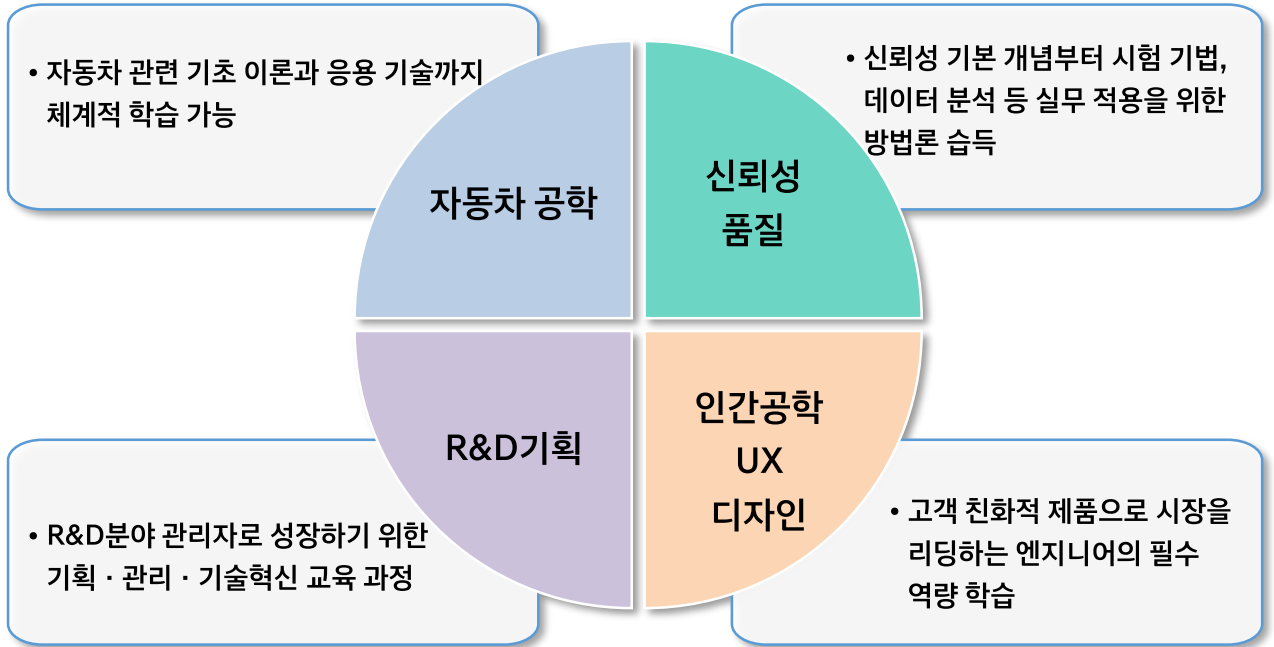 • 자동차 관련 기초 이론과 응용 기술까지
체계적 학습 가능
• 신뢰성 기본 개념부터 시험 기법,
데이터 분석 등 실무 적용을 위한
방법론 습득
자동차 공학
신뢰성
품질
R&D기획
인간공학
UX
디자인
• R&D분야 관리자로 성장하기 위한
기획 · 관리 · 기술혁신 교육 과정
• 고객 친화적 제품으로 시장을
리딩하는 엔지니어의 필수
역량 학습